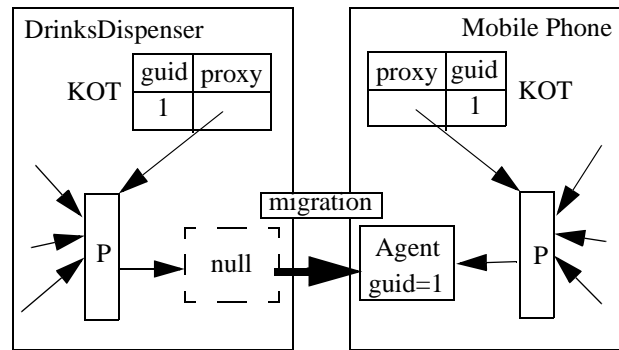 DrinksDispenser
guid proxy
KOT
1
P
null
migration
Mobile Phone
proxy guid
KOT
1
Agent
guid=1
P